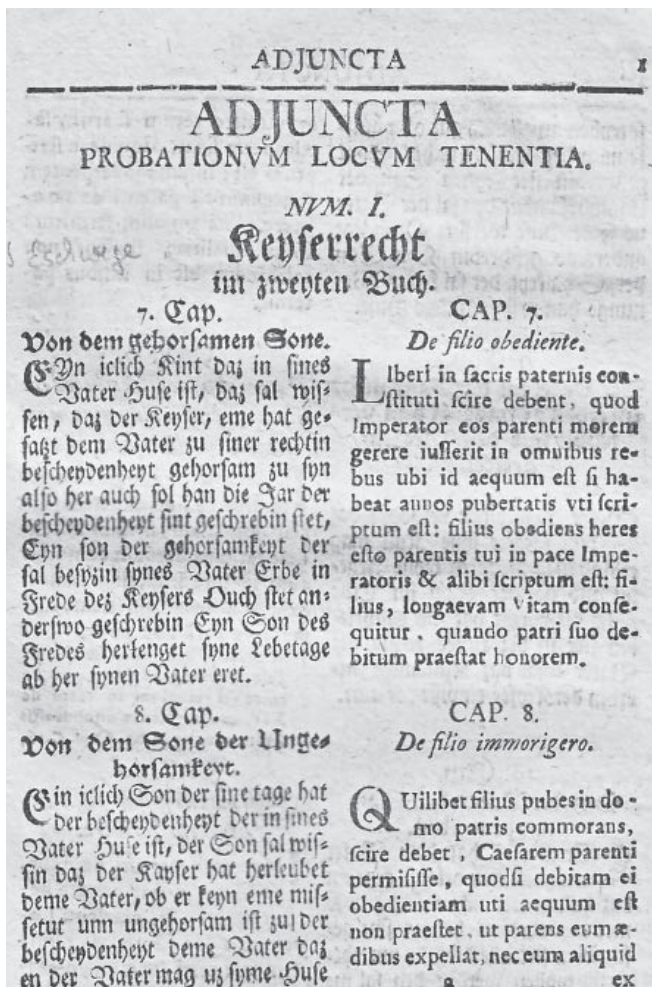 ADJUNCTA 1
ADJUNCTA
PROBATIONVM LOCVM TENENTIA.
NVM. I.
Keyserrecht
im zweyten Buch.
7. Cap.
Von dem gehorsamen Sone.
EYn iclich Kint daz in sines
Vater Huse ist, daz sal wis-
sen, daz der Keyser, eme hat ge-
satzt dem Vater zu siner rechtin
bescheydenheyt gehorsam zu syn
also her auch sol han die Jar der
bescheydenheyt sint geschrebin stet,
Eyn son der gehorsamkeyt der
sal besyzin synes Vater Erbe in
Frede dez Keysers Ouch stet an-
derswo geschrebin Eyn Son des
Fredes herlenget syne Lebetage
ab her synen Vater eret.
8. Cap.
Von dem Sone der Unge-
horsamkeyt.
Ein iclich Son der sine tage hat
der bescheydenheyt der in sines
Vater Huse ist, der Son sal wis-
sin daz der Kayser hat herleubet
deme Vater, ob er keyn eme mis-
setut unn ungehorsam ist zu der
bescheydenheyt deme Vater daz
en der Vater mag uz syme Huse
CAP. 7.
De filio obediente.
LIberi in sacris paternis con-
stituti scire debent, quod
Imperator eos parenti morem
gerere iusserit in omnibus re-
bus ubi id aequum est si ha-
beat annos pubertatis vti scri-
ptum est: filius obediens heres
esto parentis tui in pace Impe-
ratoris & alibi scriptum est: fi-
lius, longaevam Vitam conse-
quitur, quando patri suo de-
bitum praestat honorem.
CAP. 8.
De filio immorigero.
QUilibet filius pubes in do-
mo patris commorans,
scire debet, Caesarem parenti
permisisse, quodsi debitam ei
obedientiam uti aequum est
non praestet, ut parens eum æ-
dibus expellat, nec eum aliquid
a ex